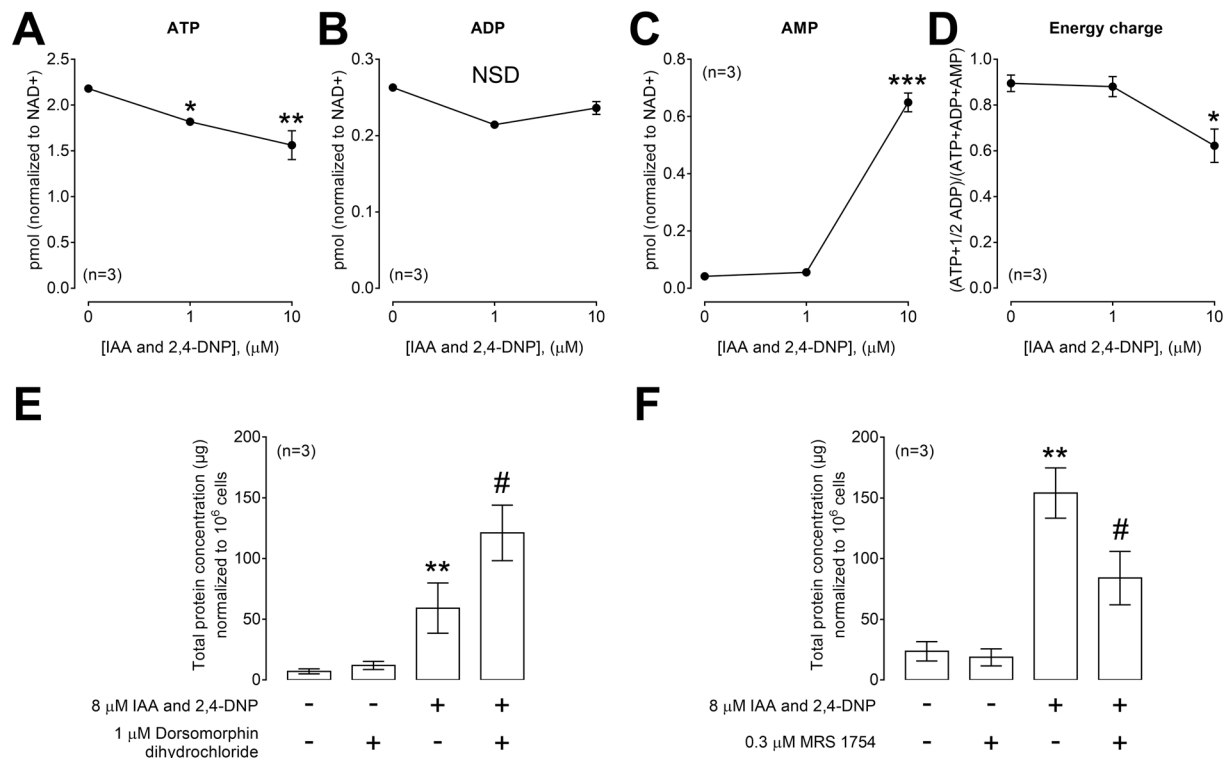 A
ATP
pmol (normalized to NAD+)
2.5
2.0
1.5
1.0
0.5
0.0
*
**
(n=3)
0 1 10
[IAA and 2,4-DNP], (μM)
B
ADP
pmol (normalized to NAD+)
0.3
0.2
0.1
0.0
NSD
(n=3)
0 1 10
[IAA and 2,4-DNP], (μM)
C
AMP
pmol (normalized to NAD+)
0.8
0.6
0.4
0.2
0.0
(n=3)
***
0 1 10
[IAA and 2,4-DNP], (μM)
D
Energy charge
(ATP+1/2 ADP)/(ATP+ADP+AMP)
1.0
0.8
0.6
0.4
0.2
0.0
*
(n=3)
0 1 10
[IAA and 2,4-DNP], (μM)
E
Total protein concentration (μg)
normalized to 10⁶ cells
200
150
100
50
0
(n=3)
**
#
8 μM IAA and 2,4-DNP - - + +
1 μM Dorsomorphin
dihydrochloride - + - +
F
Total protein concentration (μg)
normalized to 10⁶ cells
200
150
100
50
0
(n=3)
**
#
8 μM IAA and 2,4-DNP - - + +
0.3 μM MRS 1754 - + - +